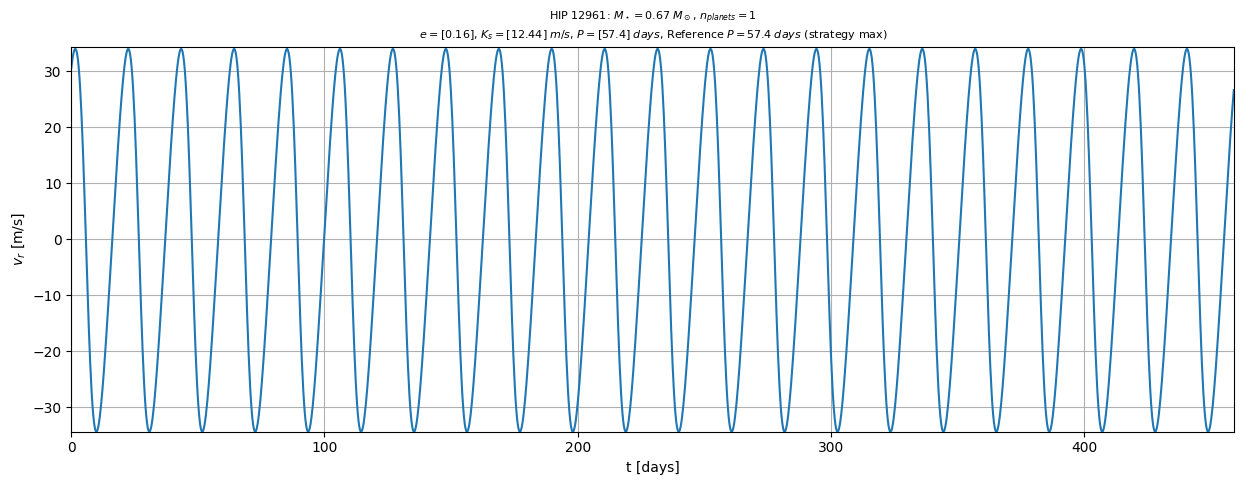 HIP 12961: $M_\star = 0.67\ M_\odot$, $n_{planets} = 1$
$e = [0.16]$, $K_s = [12.44]\ m/s$, $P = [57.4]\ days$, Reference $P = 57.4\ days$ (strategy max)
30
20
10
0
−10
−20
−30
$v_r$ [m/s]
0 100 200 300 400
t [days]